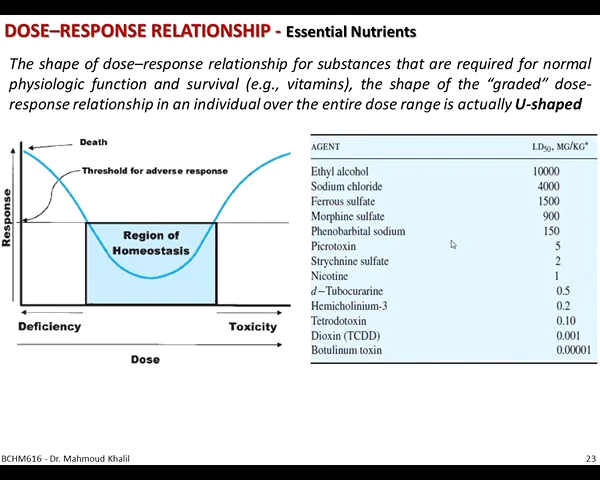 DOSE–RESPONSE RELATIONSHIP - Essential Nutrients
The shape of dose–response relationship for substances that are required for normal
physiologic function and survival (e.g., vitamins), the shape of the “graded” dose-
response relationship in an individual over the entire dose range is actually U-shaped
Death
Threshold for adverse response
Response
Region of
Homeostasis
Deficiency
Toxicity
Dose
AGENT LD50, MG/KG*
Ethyl alcohol 10000
Sodium chloride 4000
Ferrous sulfate 1500
Morphine sulfate 900
Phenobarbital sodium 150
Picrotoxin 5
Strychnine sulfate 2
Nicotine 1
d–Tubocurarine 0.5
Hemicholinium-3 0.2
Tetrodotoxin 0.10
Dioxin (TCDD) 0.001
Botulinum toxin 0.00001
BCHM616 - Dr. Mahmoud Khalil
23